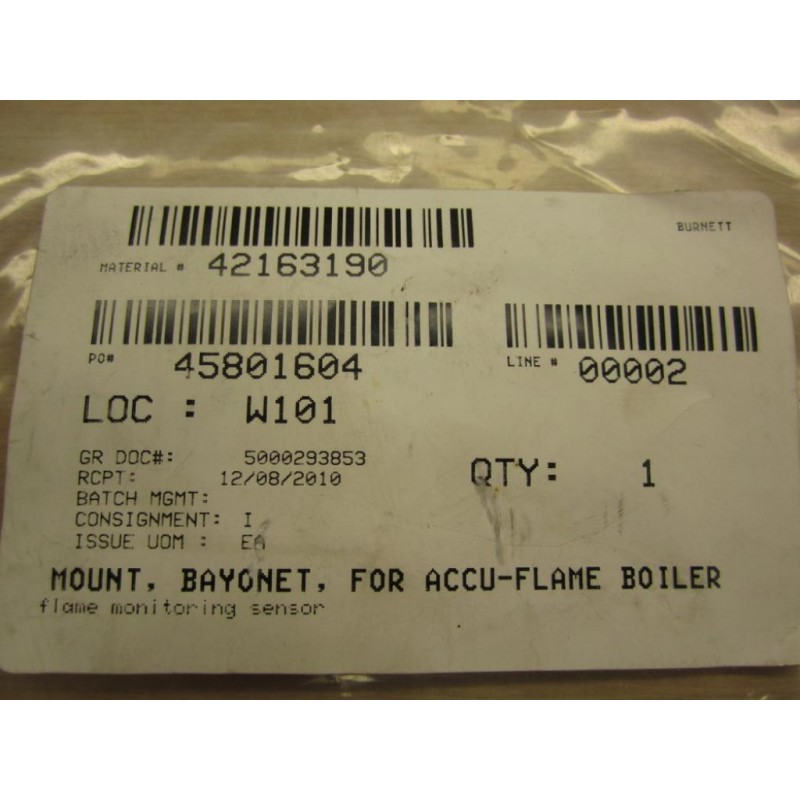 BURNETT
MATERIAL # 42163190
PO# 45801604
LINE # 00002
LOC : W101
GR DOC#: 5000293853
RCPT: 12/08/2010
QTY: 1
BATCH MGMT:
CONSIGNMENT: I
ISSUE UOM : EA
MOUNT, BAYONET, FOR ACCU-FLAME BOILER
flame monitoring sensor